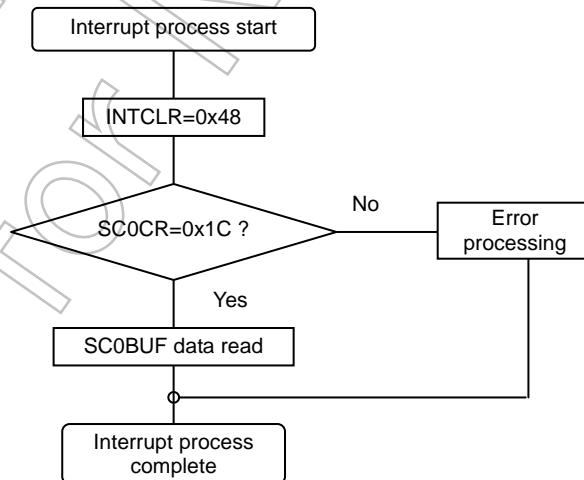 Interrupt process start
INTCLR=0x48
SC0CR=0x1C ?
No
Error
processing
Yes
SC0BUF data read
Interrupt process
complete